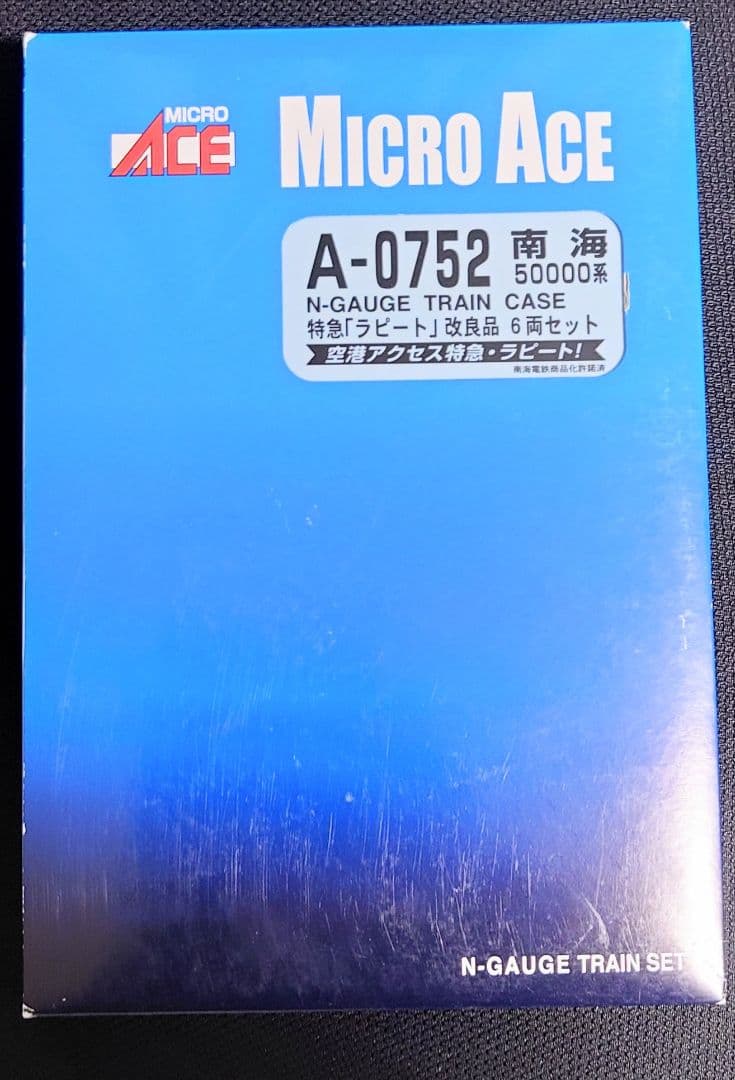 MICRO
ACE
MICRO ACE
A-0752 南海
50000系
N-GAUGE TRAIN CASE
特急「ラピート」改良品 6両セット
空港アクセス特急・ラピート!
南海電鉄商品化許諾済
N-GAUGE TRAIN SET